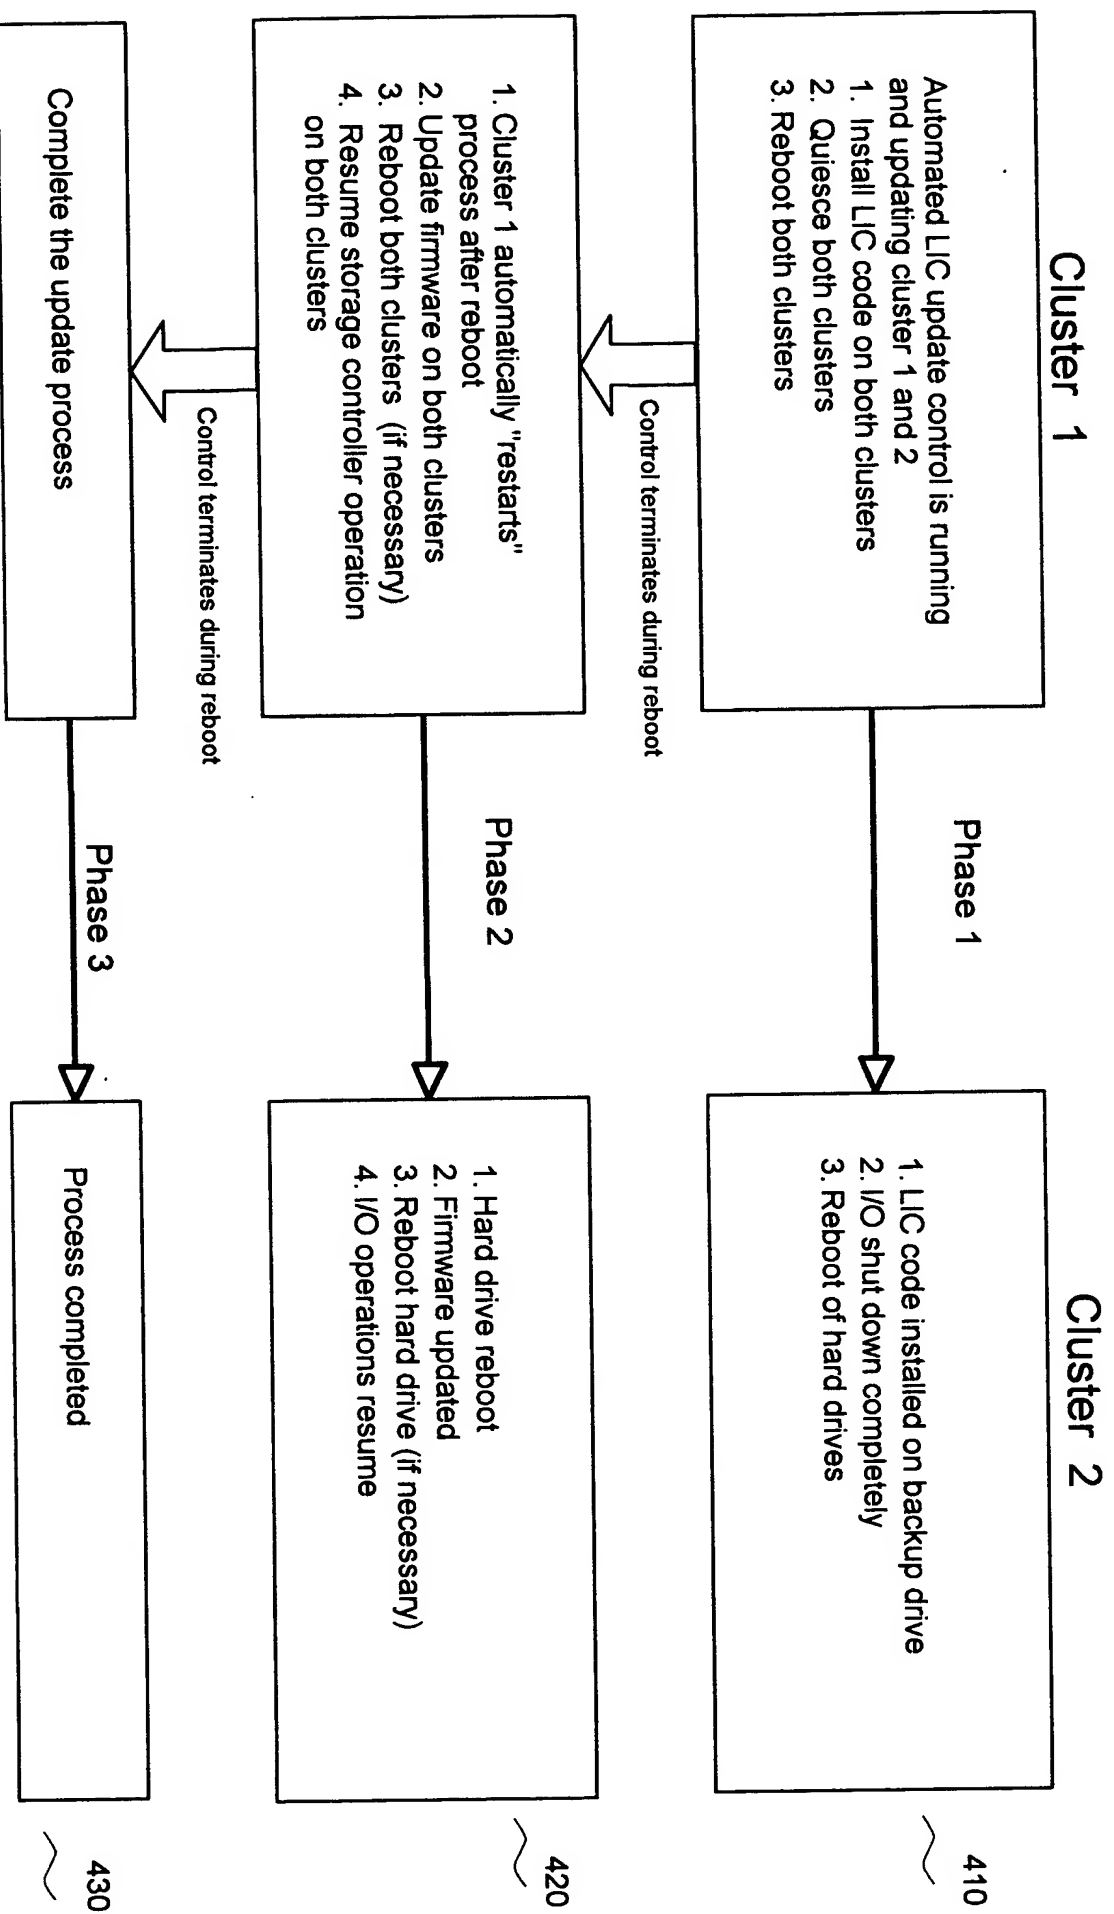 Cluster 1
Cluster 2
Automated LIC update control is running
and updating cluster 1 and 2
1. Install LIC code on both clusters
2. Quiesce both clusters
3. Reboot both clusters
Phase 1
1. LIC code installed on backup drive
2. I/O shut down completely
3. Reboot of hard drives
410
Control terminates during reboot
1. Cluster 1 automatically "restarts"
process after reboot
2. Update firmware on both clusters
3. Reboot both clusters (if necessary)
4. Resume storage controller operation
on both clusters
Phase 2
1. Hard drive reboot
2. Firmware updated
3. Reboot hard drive (if necessary)
4. I/O operations resume
420
Control terminates during reboot
Complete the update process
Phase 3
Process completed
430